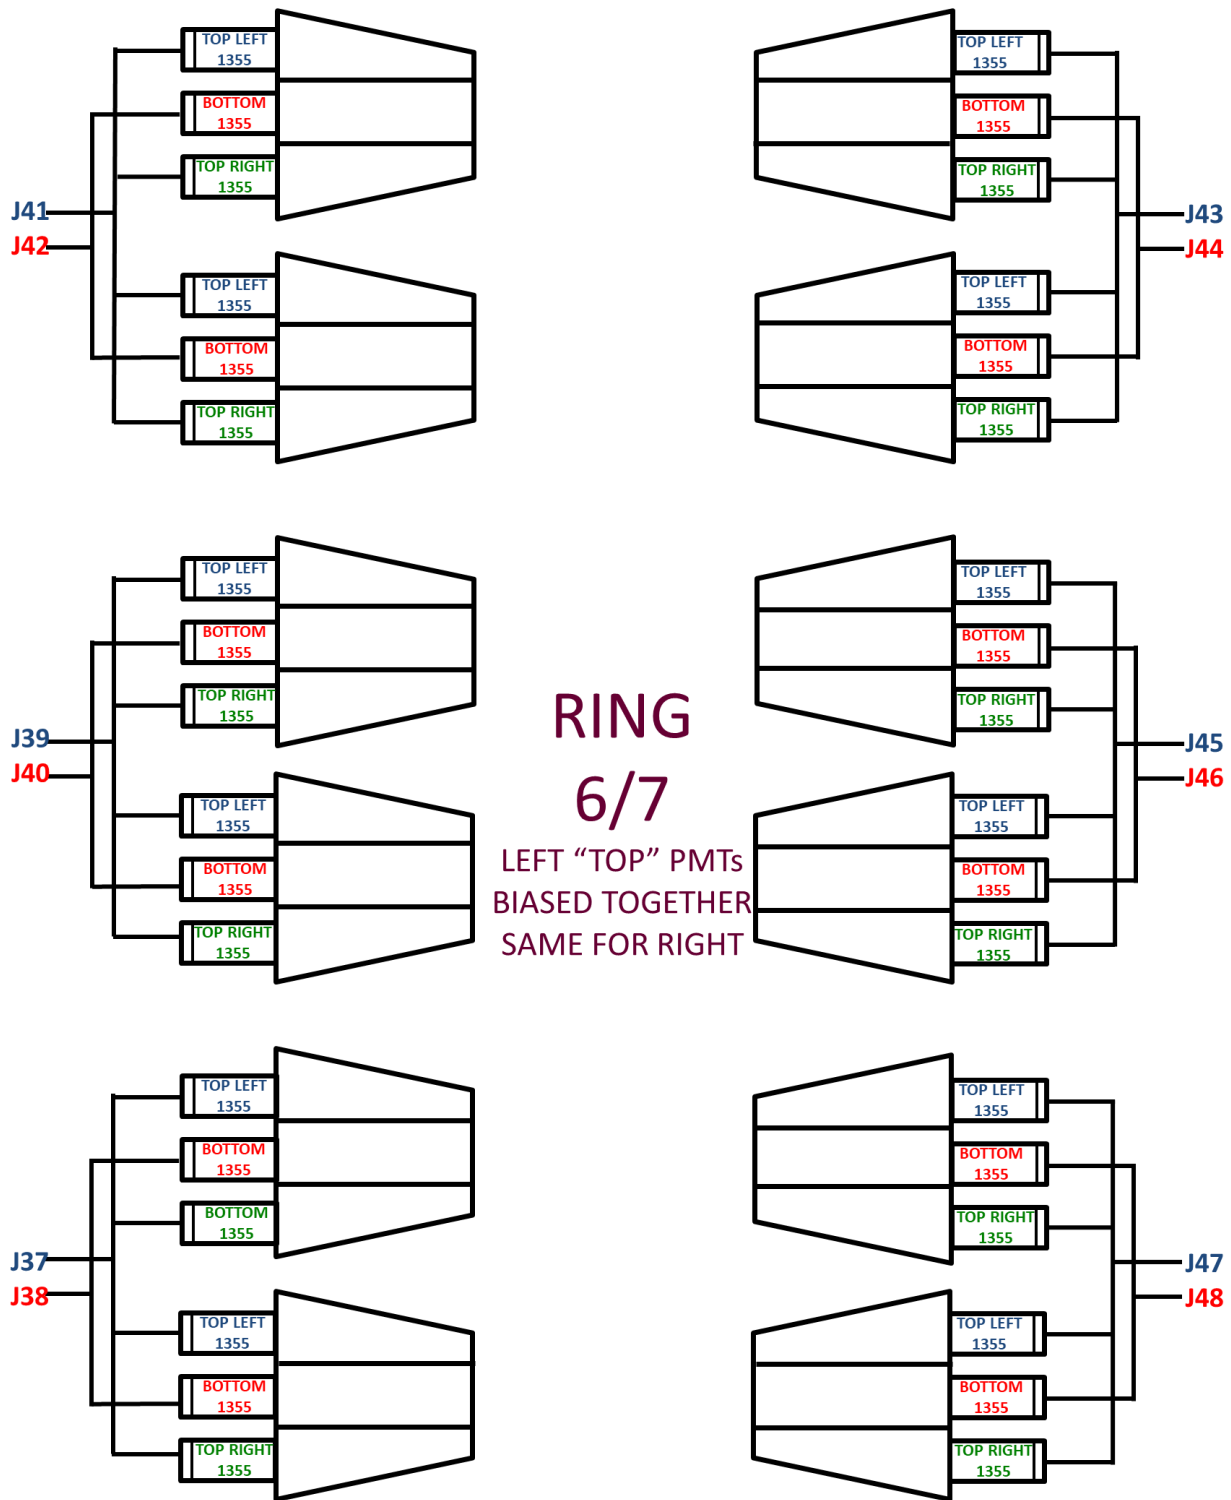 TOP LEFT
1355
BOTTOM
1355
TOP RIGHT
1355
J41
J42
TOP LEFT
1355
BOTTOM
1355
TOP RIGHT
1355
TOP LEFT
1355
BOTTOM
1355
TOP RIGHT
1355
J43
J44
TOP LEFT
1355
BOTTOM
1355
TOP RIGHT
1355
TOP LEFT
1355
BOTTOM
1355
TOP RIGHT
1355
J39
J40
TOP LEFT
1355
BOTTOM
1355
TOP RIGHT
1355
RING
6/7
LEFT “TOP” PMTs
BIASED TOGETHER
SAME FOR RIGHT
TOP LEFT
1355
BOTTOM
1355
TOP RIGHT
1355
J45
J46
TOP LEFT
1355
BOTTOM
1355
TOP RIGHT
1355
TOP LEFT
1355
BOTTOM
1355
BOTTOM
1355
J37
J38
TOP LEFT
1355
BOTTOM
1355
TOP RIGHT
1355
TOP LEFT
1355
BOTTOM
1355
TOP RIGHT
1355
J47
J48
TOP LEFT
1355
BOTTOM
1355
TOP RIGHT
1355